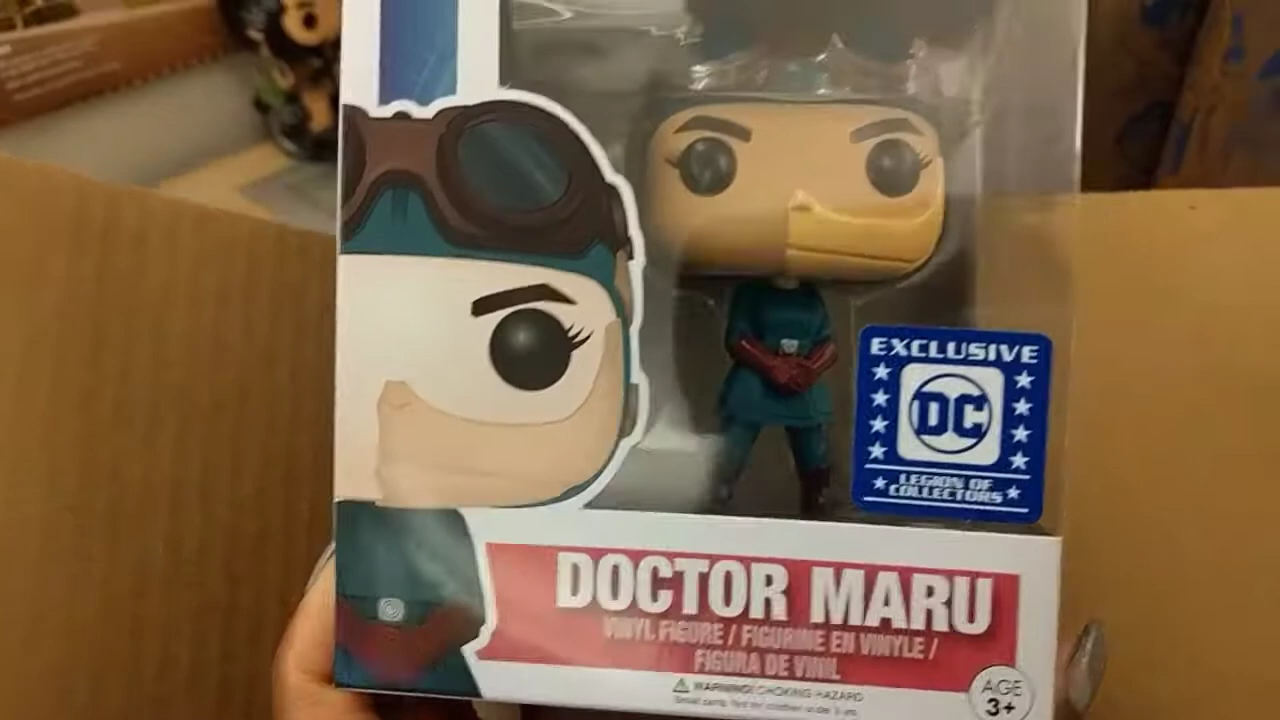 EXCLUSIVE
DC
LEGION OF
COLLECTORS
DOCTOR MARU
VINYL FIGURE / FIGURINE EN VINYLE /
FIGURA DE VINIL
WARNING: CHOKING HAZARD
AGE
3+